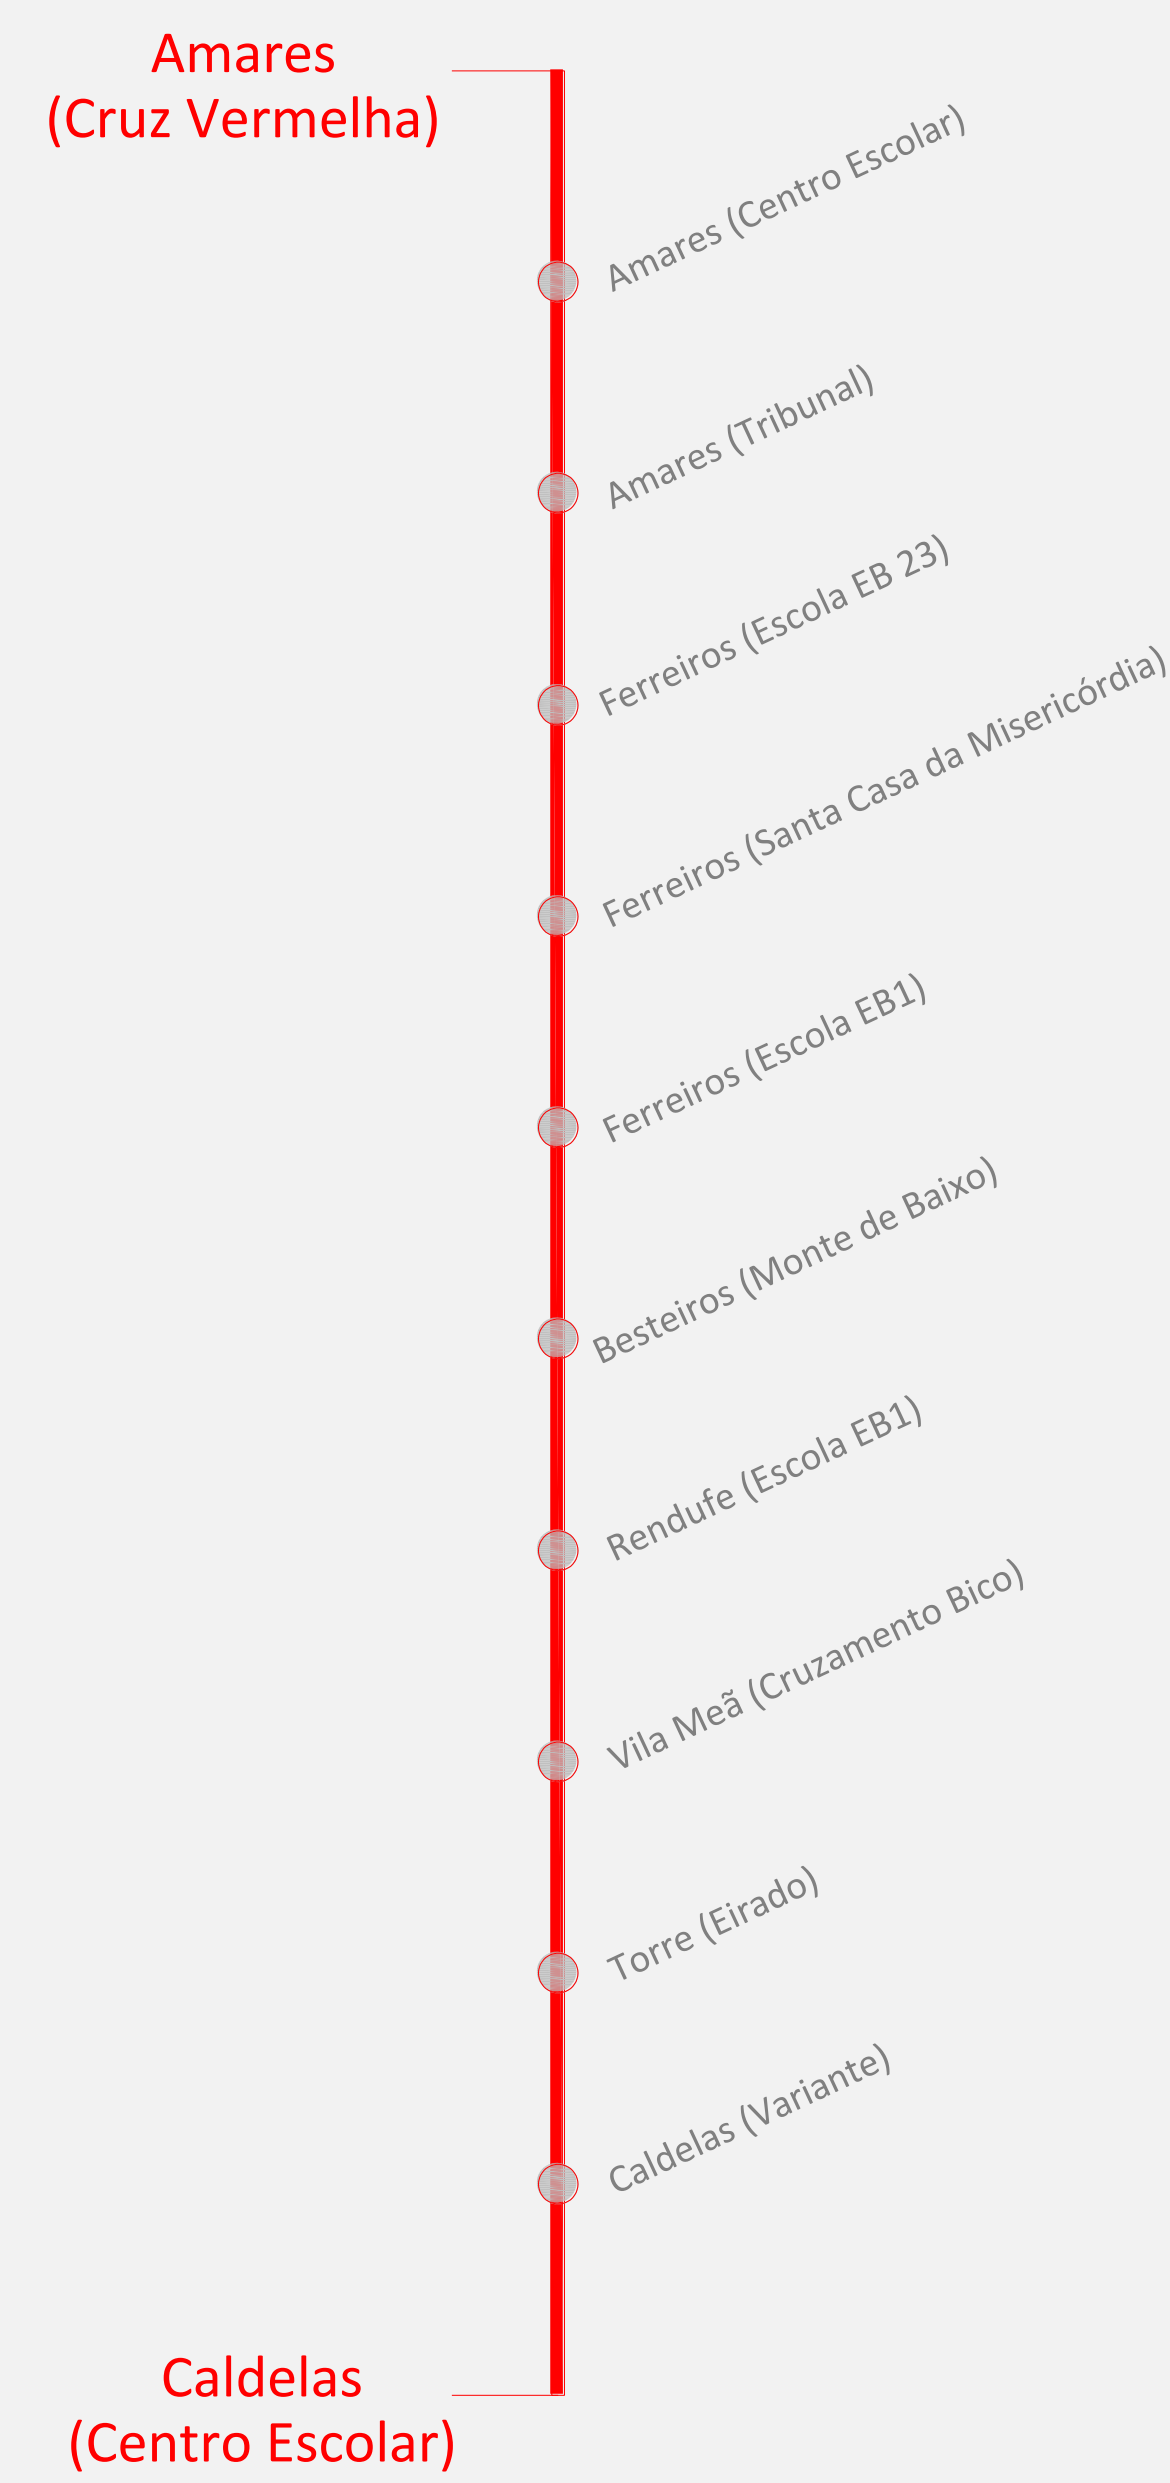 Amares
(Cruz Vermelha)
Amares (Centro Escolar)
Amares (Tribunal)
Ferreiros (Escola EB 23)
Ferreiros (Santa Casa da Misericórdia)
Ferreiros (Escola EB1)
Besteiros (Monte de Baixo)
Rendufe (Escola EB1)
Vila Meã (Cruzamento Bico)
Torre (Eirado)
Caldelas (Variante)
Caldelas
(Centro Escolar)